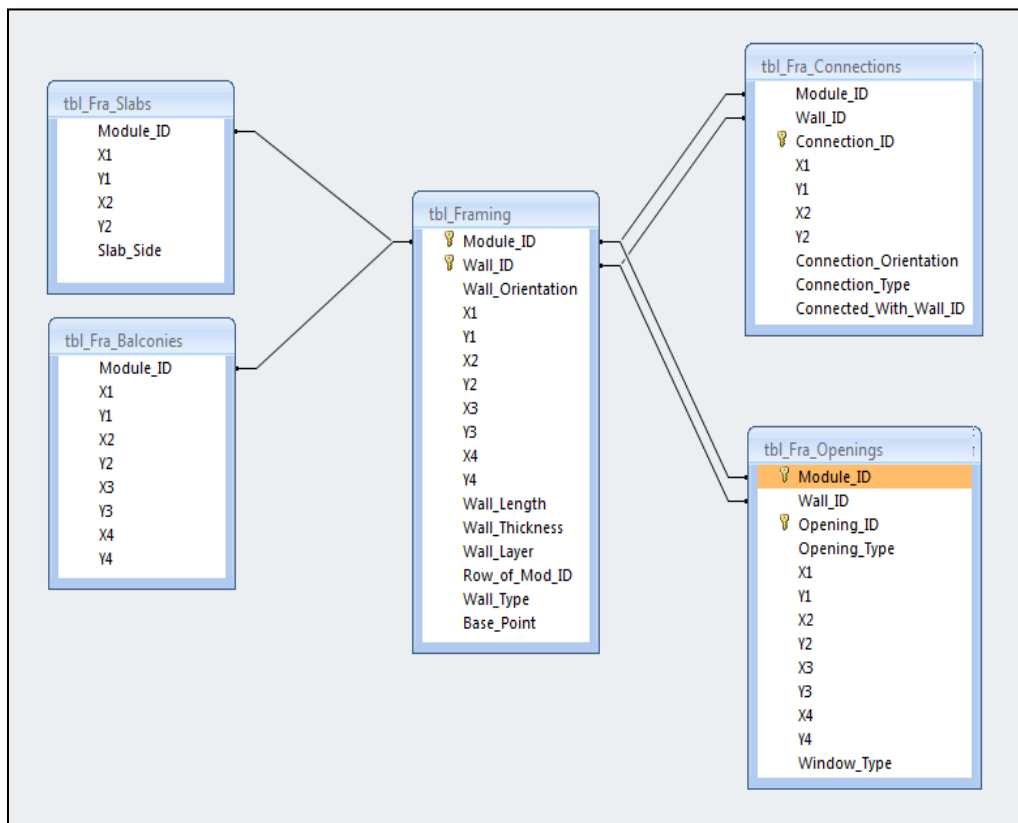 tbl_Fra_Slabs
Module_ID
X1
Y1
X2
Y2
Slab_Side
tbl_Fra_Balconies
Module_ID
X1
Y1
X2
Y2
X3
Y3
X4
Y4
tbl_Framing
Module_ID
Wall_ID
Wall_Orientation
X1
Y1
X2
Y2
X3
Y3
X4
Y4
Wall_Length
Wall_Thickness
Wall_Layer
Row_of_Mod_ID
Wall_Type
Base_Point
tbl_Fra_Connections
Module_ID
Wall_ID
Connection_ID
X1
Y1
X2
Y2
Connection_Orientation
Connection_Type
Connected_With_Wall_ID
tbl_Fra_Openings
Module_ID
Wall_ID
Opening_ID
Opening_Type
X1
Y1
X2
Y2
X3
Y3
X4
Y4
Window_Type